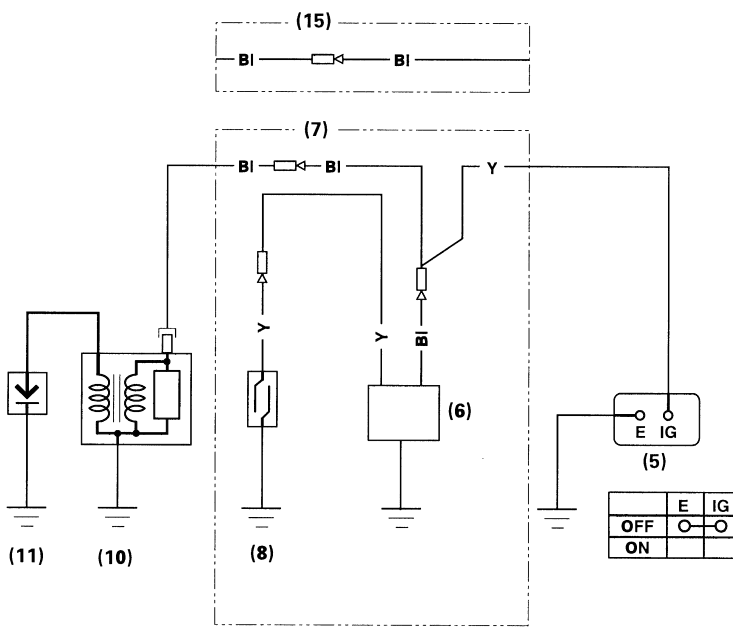 (15)
Bl Bl
(7)
Bl Bl Y
Y Y Bl
(6)
E IG
(5)
E IG
OFF
ON
(11) (10) (8)